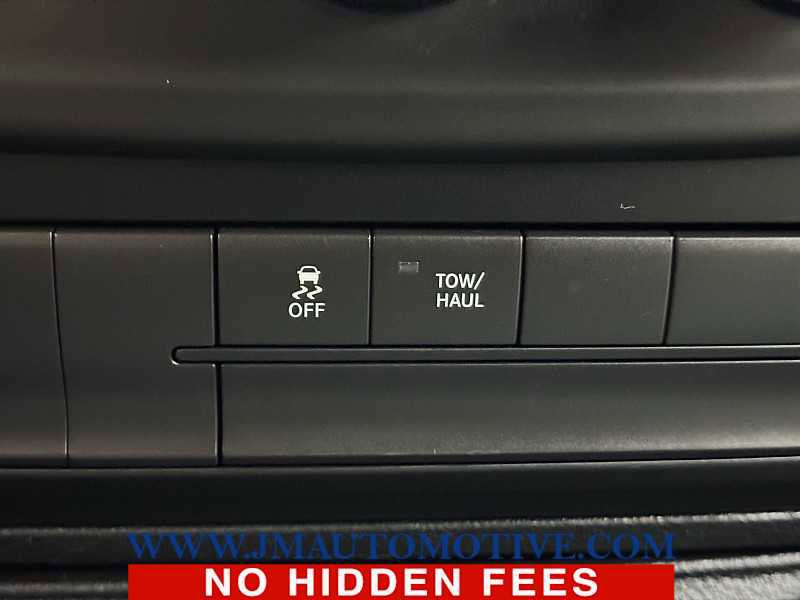 OFF
TOW/
HAUL
WWW.JMAUTOMOTIVE.COM
NO HIDDEN FEES